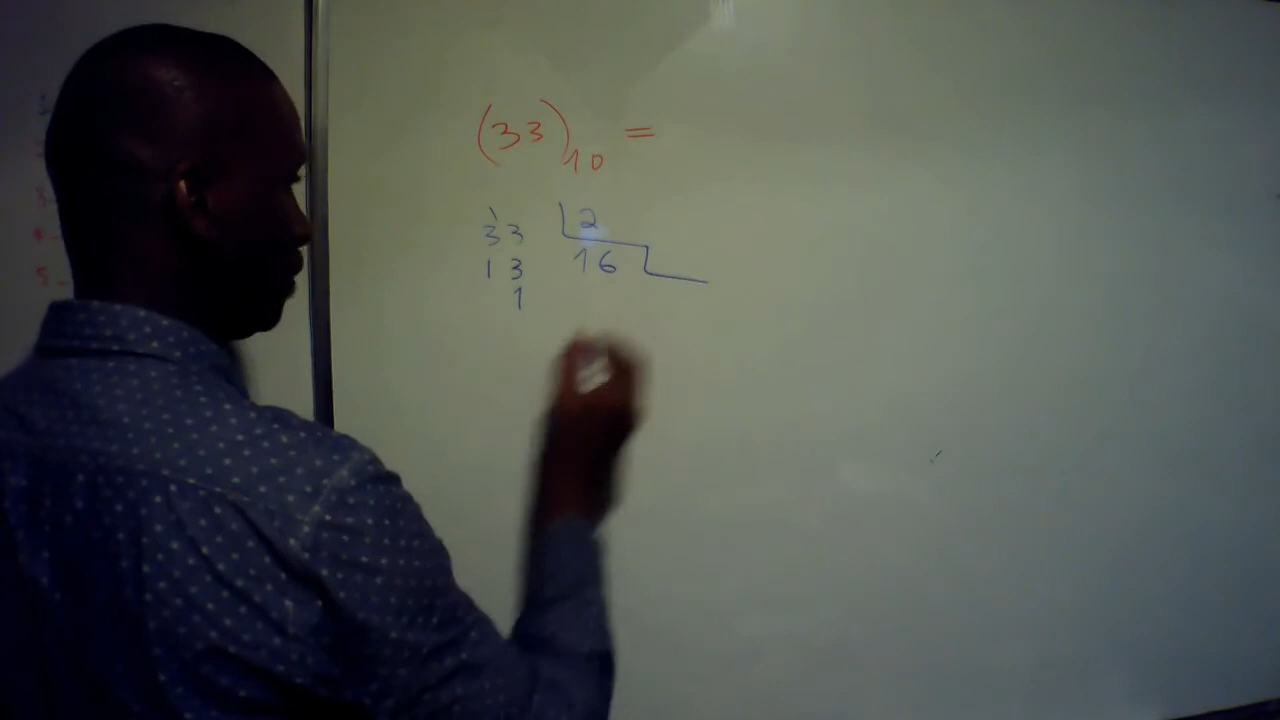 (33)10 =
33 2
13 16
1